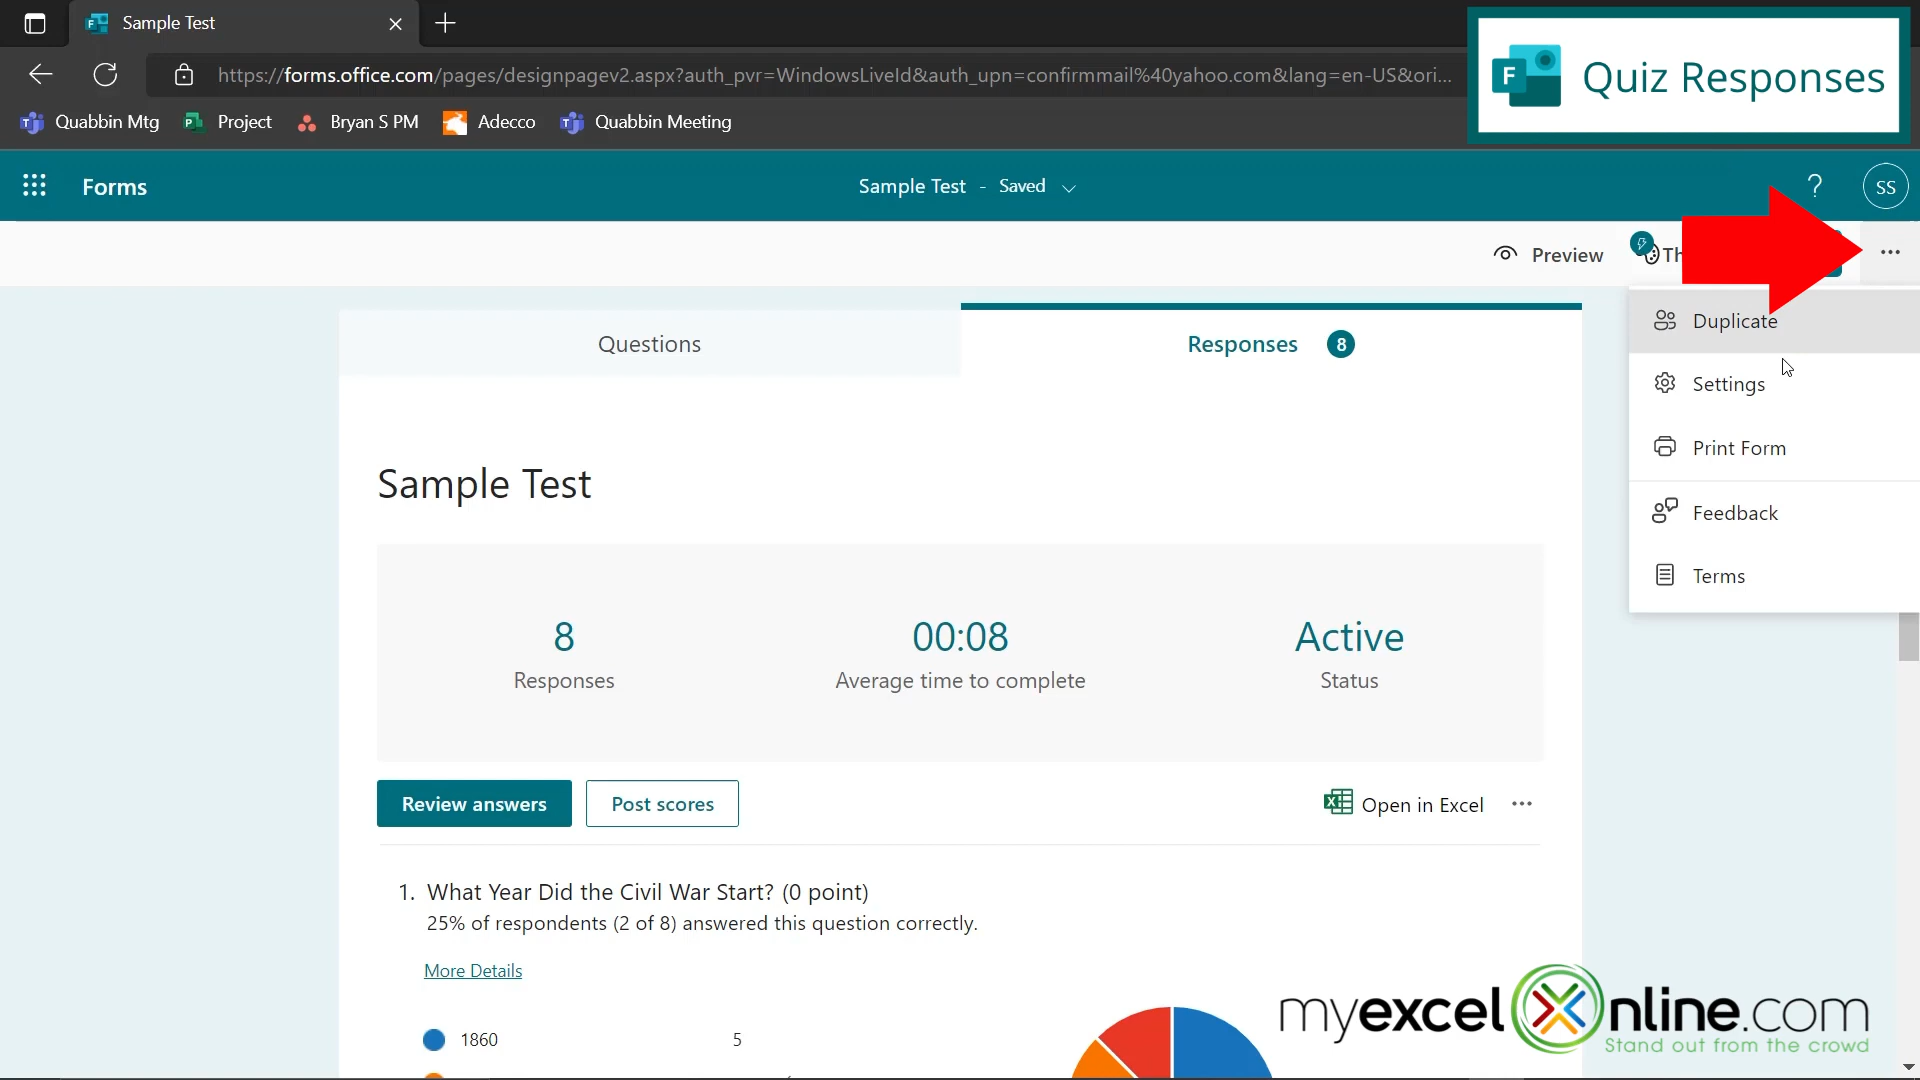 Sample Test
https://forms.office.com/pages/designpagev2.aspx?auth_pvr=WindowsLiveId&auth_upn=confirmmail%40yahoo.com&lang=en-US&ori...
F Quiz Responses
Quabbin Mtg Project Bryan S PM Adecco Quabbin Meeting
Forms
Sample Test - Saved
?
SS
Preview
Th
...
Duplicate
Settings
Print Form
Feedback
Terms
Questions
Responses 8
Sample Test
8
Responses
00:08
Average time to complete
Active
Status
Review answers
Post scores
Open in Excel
...
1. What Year Did the Civil War Start? (0 point)
25% of respondents (2 of 8) answered this question correctly.
More Details
1860 5
myexcelOnline.com
Stand out from the crowd